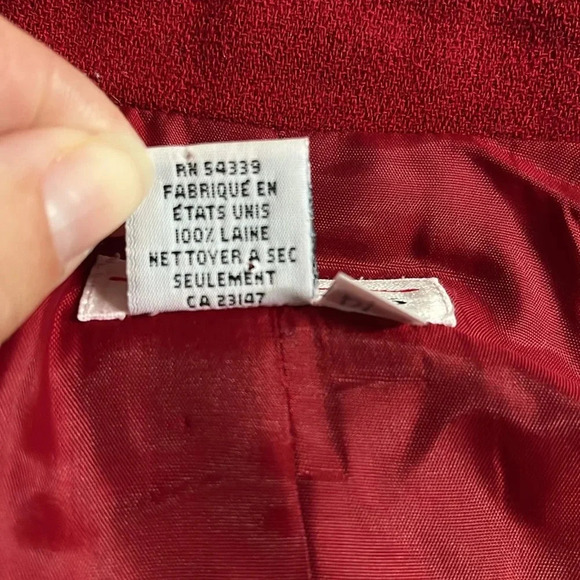 RN 54339
FABRIQUÉ EN
ÉTATS UNIS
100% LAINE
NETTOYER A SEC
SEULEMENT
CA 23147